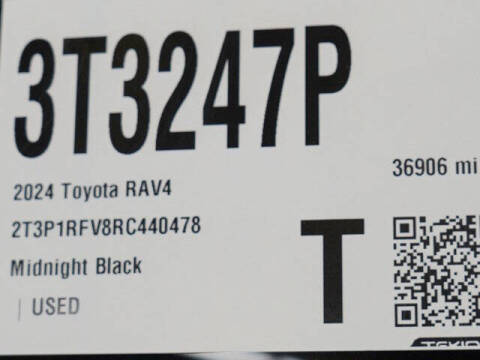 3T3247P
36906 mi
2024 Toyota RAV4
2T3P1RFV8RC440478
Midnight Black
| USED
T